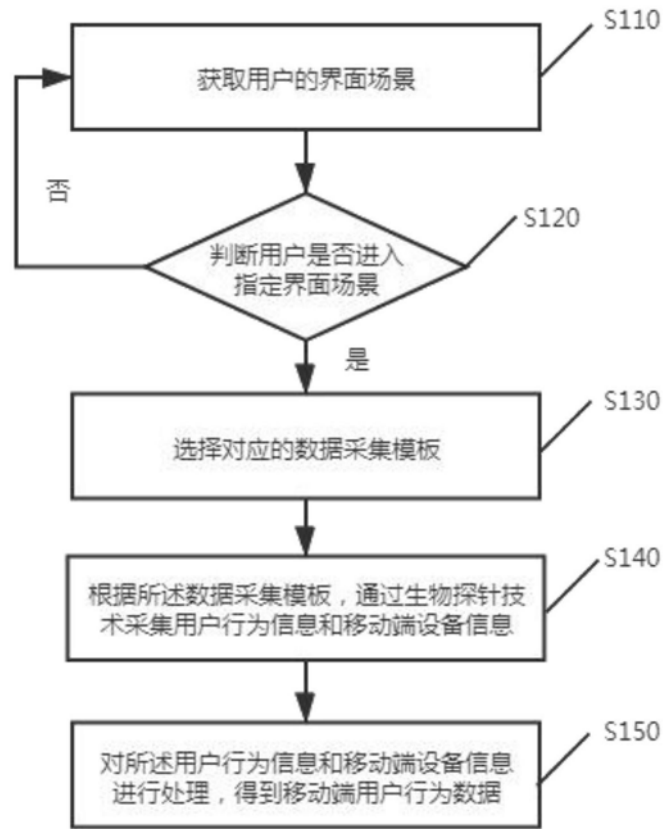 S110
获取用户的界面场景
否
S120
判断用户是否进入
指定界面场景
是
S130
选择对应的数据采集模板
S140
根据所述数据采集模板，通过生物探针技
术采集用户行为信息和移动端设备信息
S150
对所述用户行为信息和移动端设备信息
进行处理，得到移动端用户行为数据